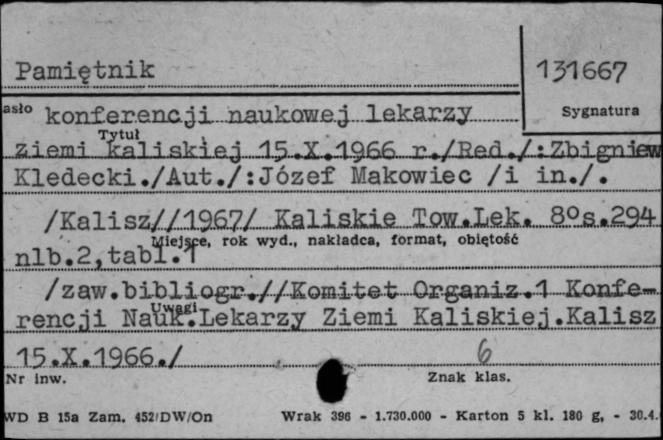 Pamiętnik
131667
asło konferencji naukowej lekarzy
Sygnatura
Tytuł
ziemi kaliskiej 15.X.1966 r./Red./:Zbigniew
Kledecki./Aut./:Józef Makowiec /i in./.
/Kalisz//1967/ Kaliskie Tow.Lek. 8°s.294
Miejsce, rok wyd., nakładca, format, obiętość
nlb.2,tabl.1
/zaw.bibliogr.//Komitet Organiz.1 Konfe-
Uwagi
rencji Nauk.Lekarzy Ziemi Kaliskiej.Kalisz
15.X.1966./
6
Nr inw.
Znak klas.
WD B 15a Zam. 452/DW/On Wrak 396 - 1.730.000 - Karton 5 kl. 180 g, - 30.4.